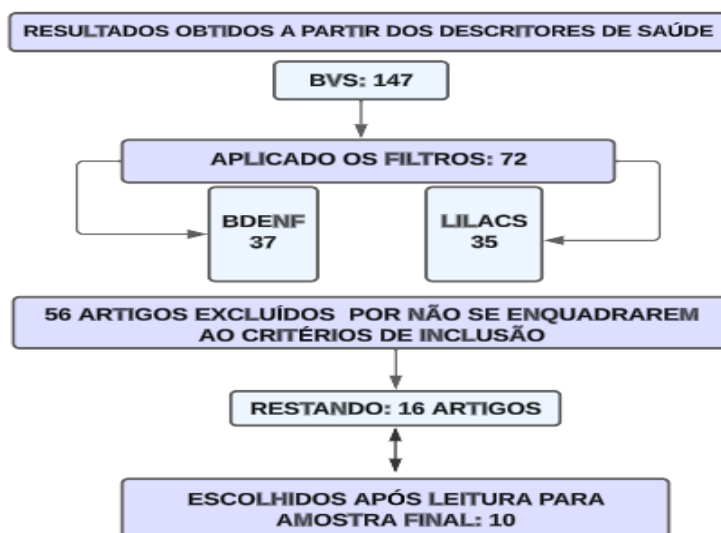 RESULTADOS OBTIDOS A PARTIR DOS DESCRITORES DE SAÚDE
BVS: 147
APLICADO OS FILTROS: 72
BDENF
37
LILACS
35
56 ARTIGOS EXCLUÍDOS POR NÃO SE ENQUADRAREM
AO CRITÉRIOS DE INCLUSÃO
RESTANDO: 16 ARTIGOS
ESCOLHIDOS APÓS LEITURA PARA
AMOSTRA FINAL: 10